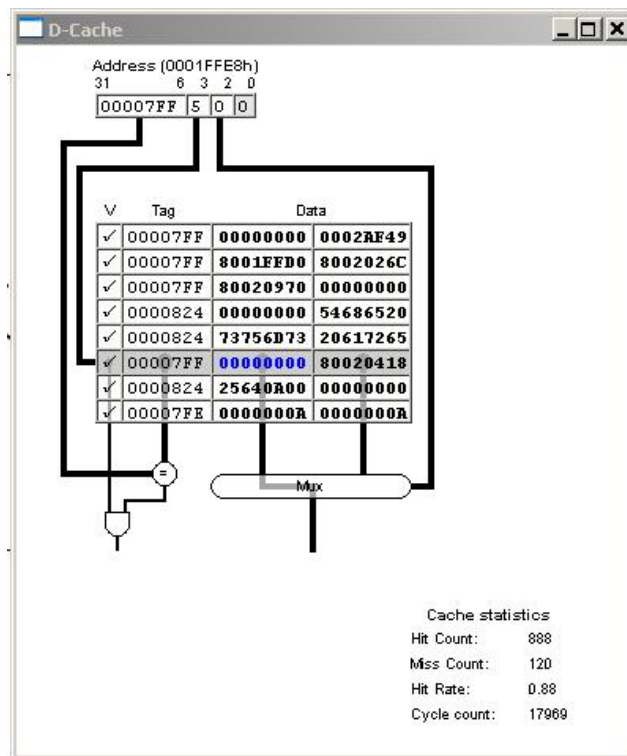 D-Cache
Address (0001FFE8h)
31 6 3 2 0
00007FF 5 0 0
V Tag Data
✓ 00007FF 00000000 0002AF49
✓ 00007FF 8001FFD0 8002026C
✓ 00007FF 80020970 00000000
✓ 0000824 00000000 54686520
✓ 0000824 73756D73 20617265
✓ 00007FF 00000000 80020418
✓ 0000824 25640A00 00000000
✓ 00007FE 0000000A 0000000A
=
Mux
Cache statistics
Hit Count: 888
Miss Count: 120
Hit Rate: 0.88
Cycle count: 17969